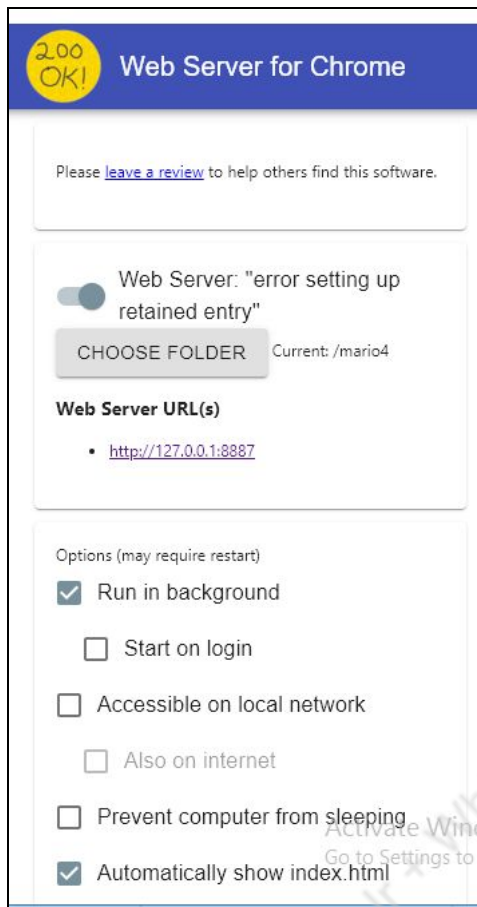 200
OK!
Web Server for Chrome
Please leave a review to help others find this software.
Web Server: "error setting up
retained entry"
CHOOSE FOLDER Current: /mario4
Web Server URL(s)
• http://127.0.0.1:8887
Options (may require restart)
Run in background
Start on login
Accessible on local network
Also on internet
Prevent computer from sleeping
Activate Win
Go to Settings to
Automatically show index.html